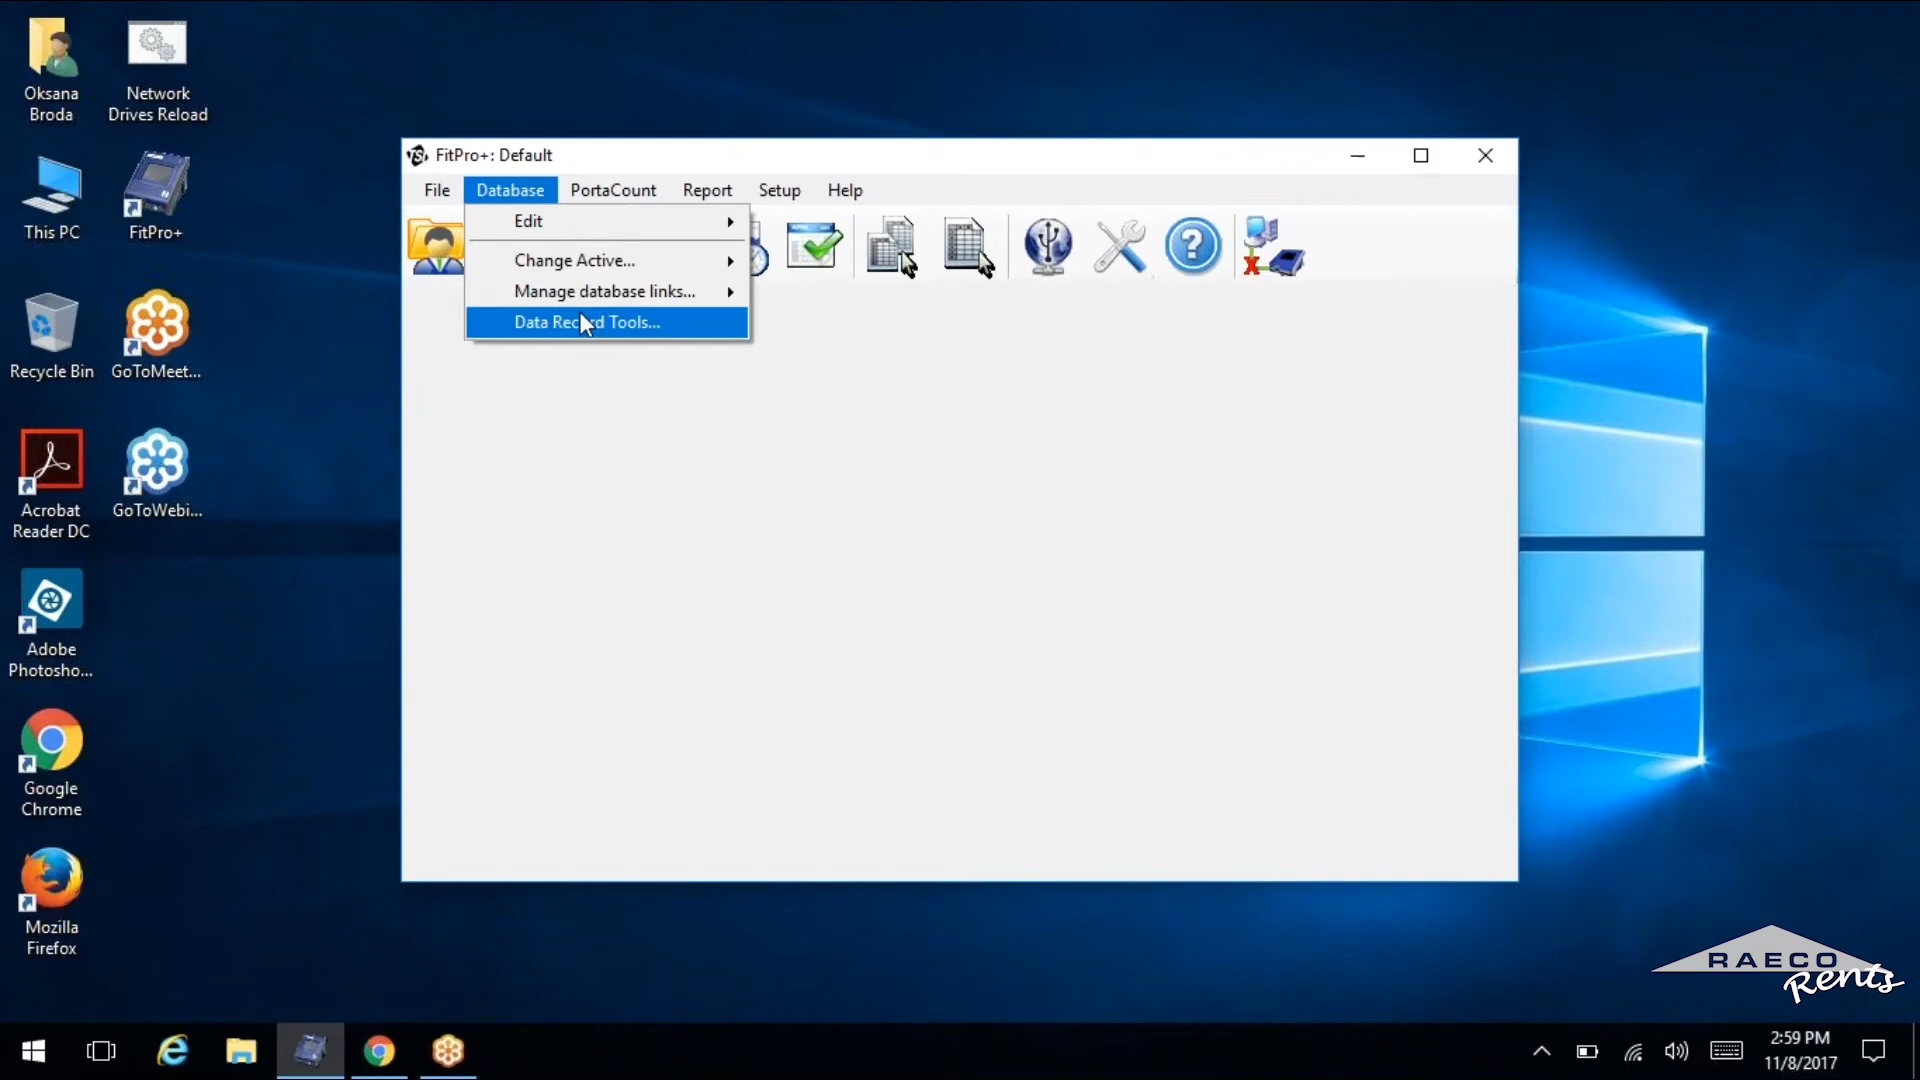 Oksana
Broda
Network
Drives Reload
This PC
FitPro+
Recycle Bin
GoToMeet...
Acrobat
Reader DC
GoToWebi...
Adobe
Photosho...
Google
Chrome
Mozilla
Firefox
FitPro+: Default
File Database PortaCount Report Setup Help
Edit
Change Active...
Manage database links...
Data Record Tools...
RAECO
Rents
2:59 PM
11/8/2017